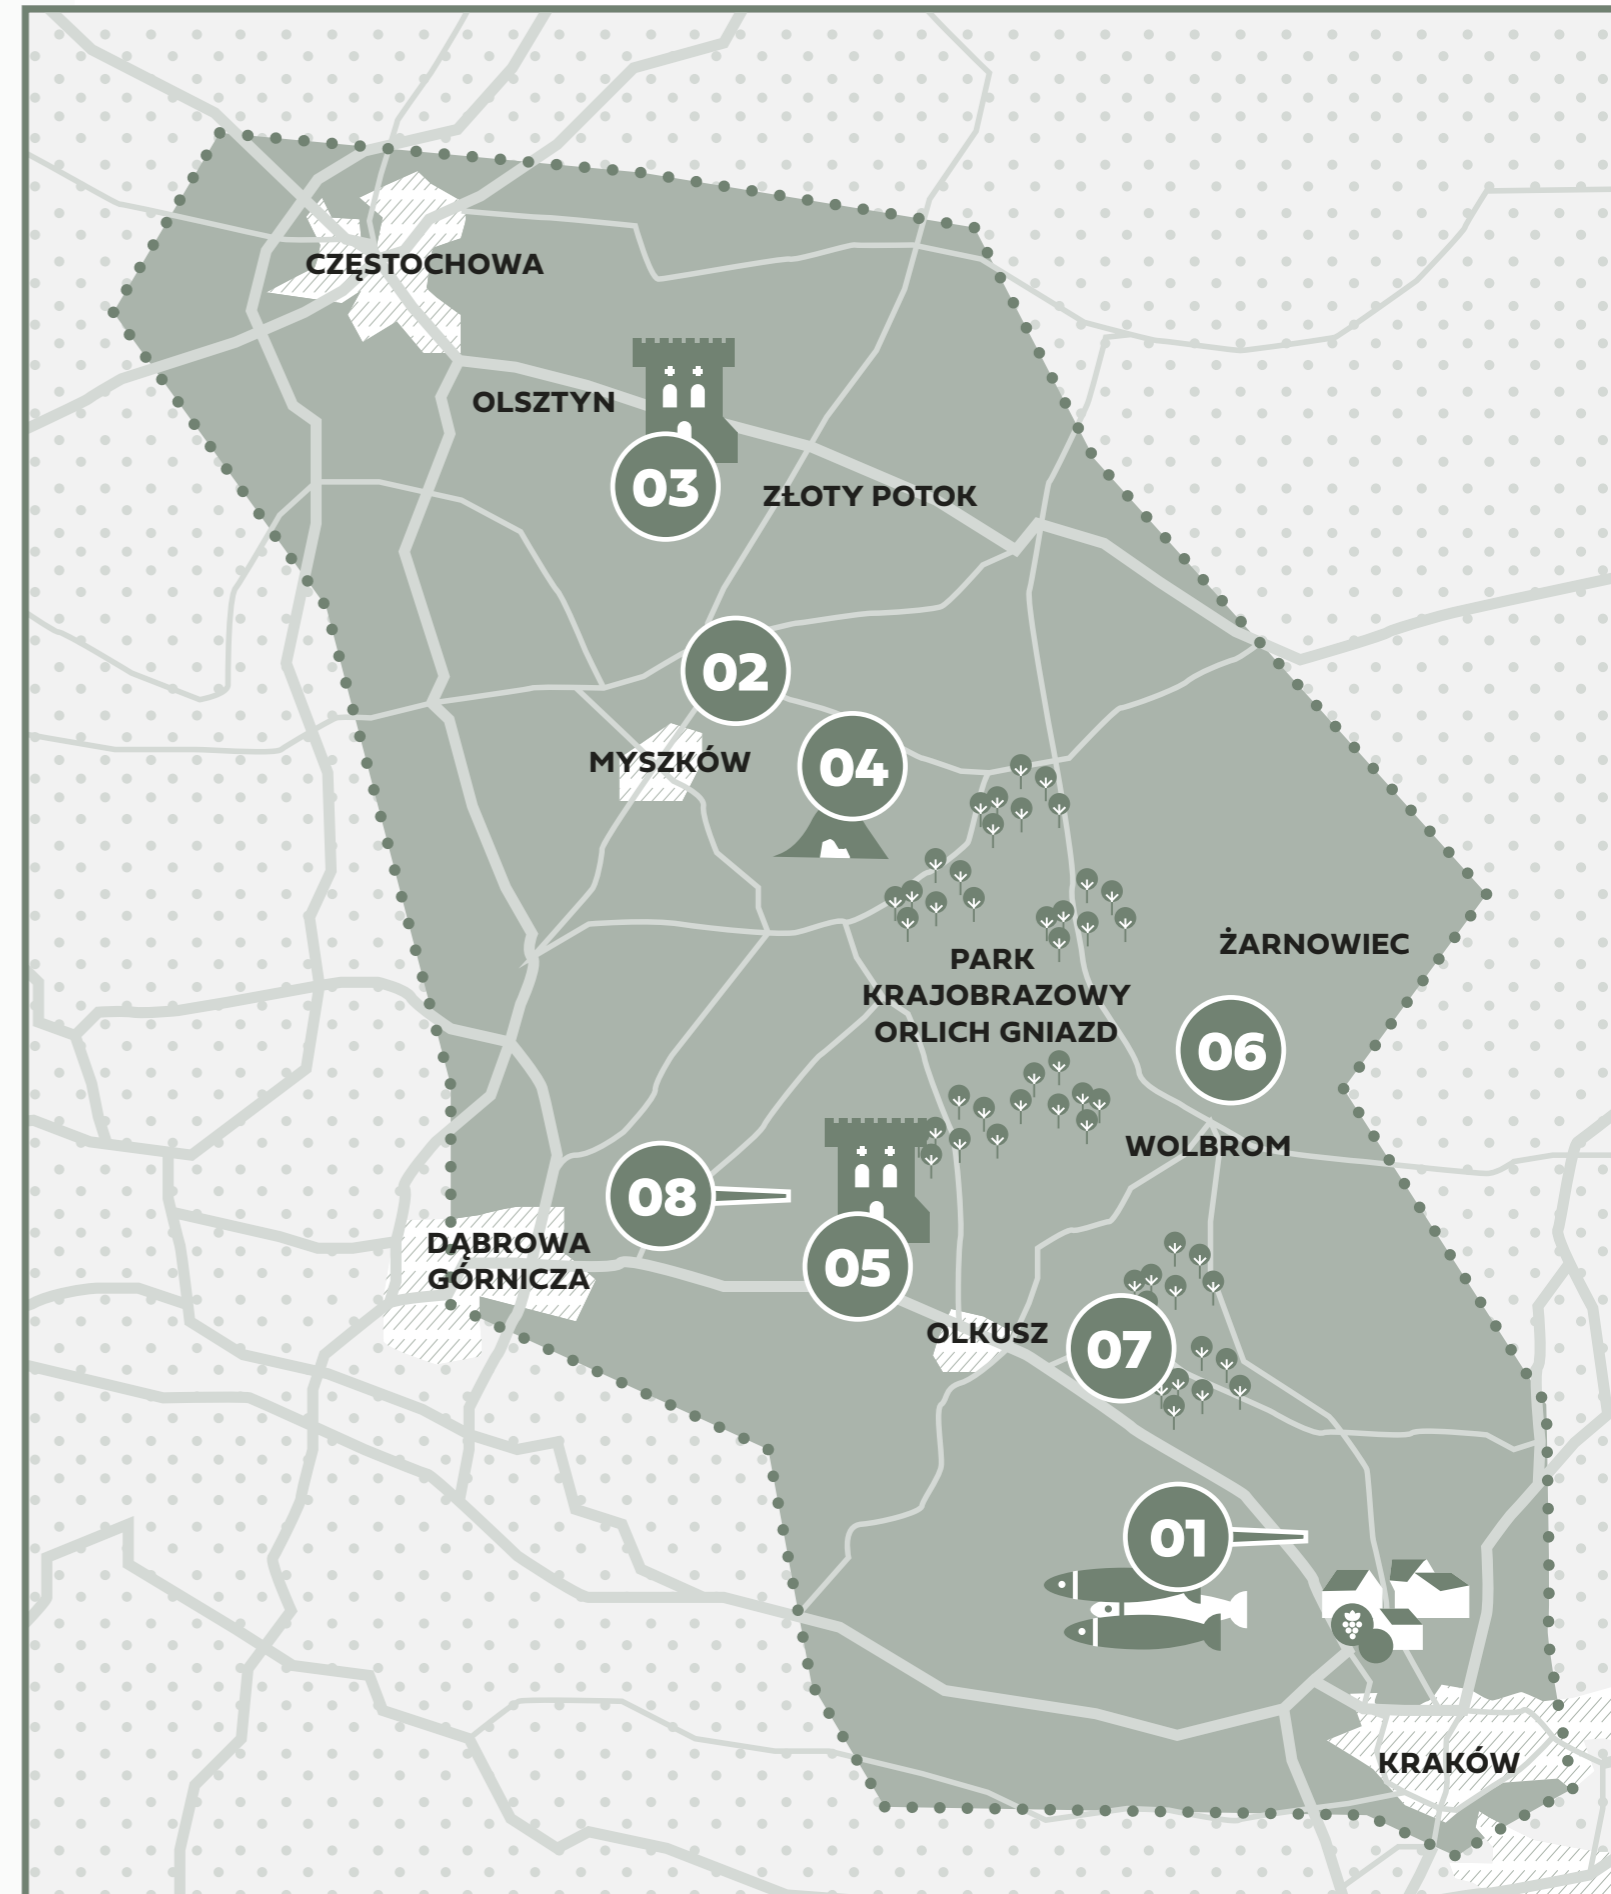 CZĘSTOCHOWA
OLSZTYN
03
ZŁOTY POTOK
02
MYSZKÓW
04
ŻARNOWIEC
PARK
KRAJOBRAZOWY
ORLICH GNIAZD
06
WOLBROM
08
DĄBROWA
GÓRNICZA
05
OLKUSZ
07
01
KRAKÓW